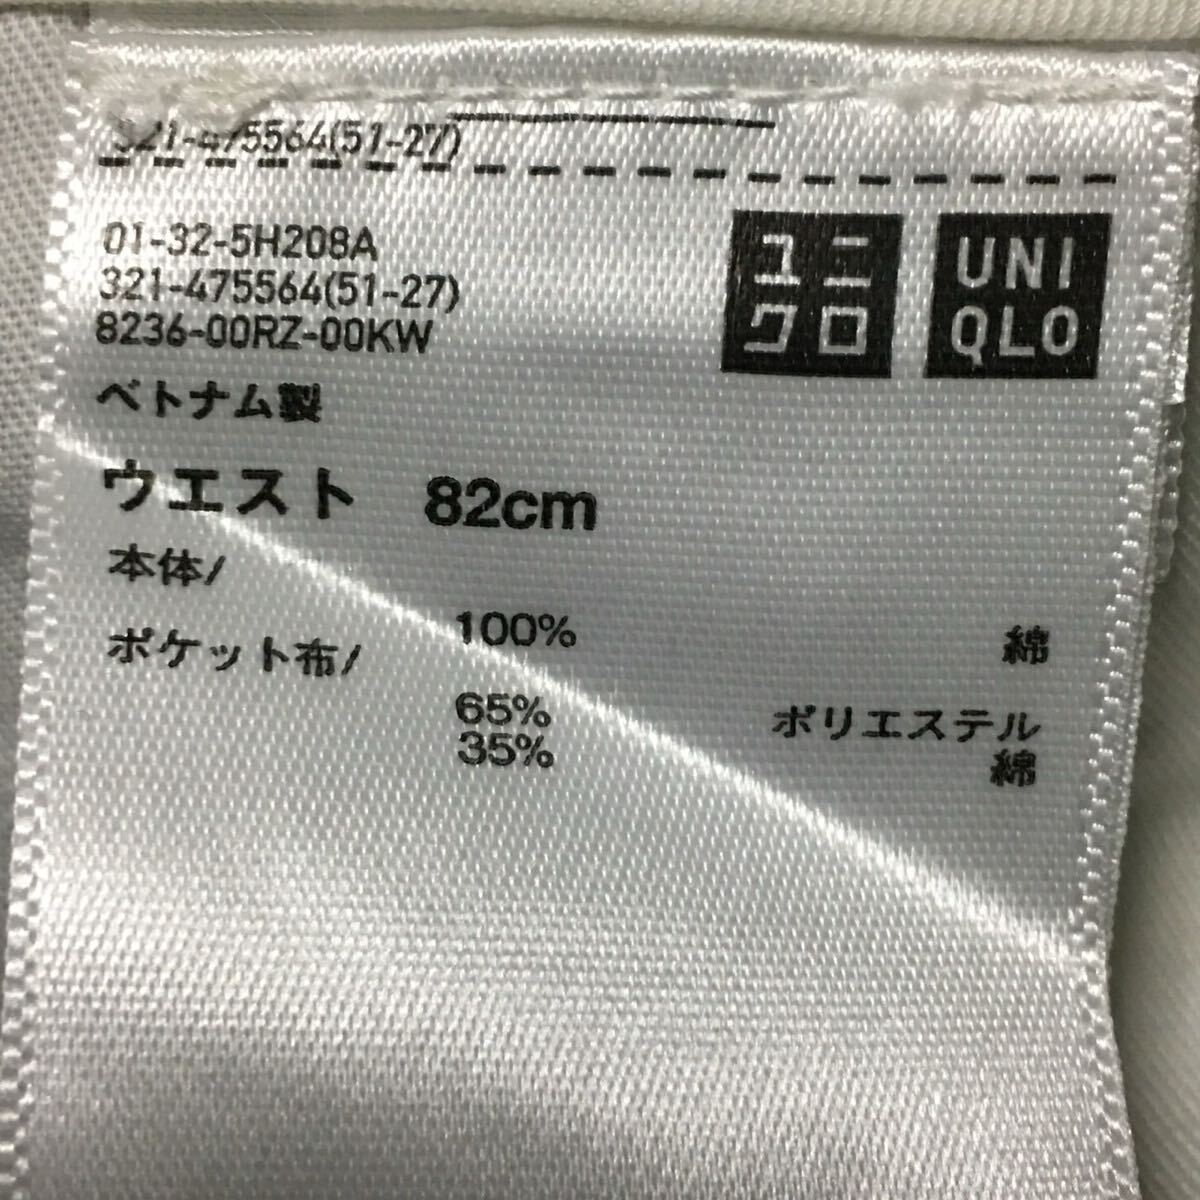 321-475564(51-27)
01-32-5H208A
321-475564(51-27)
8236-00RZ-00KW
ユニ
クロ
UNI
QLO
ベトナム製
ウエスト 82cm
本体/
100% 綿
ポケット布/
65% ポリエステル
35% 綿